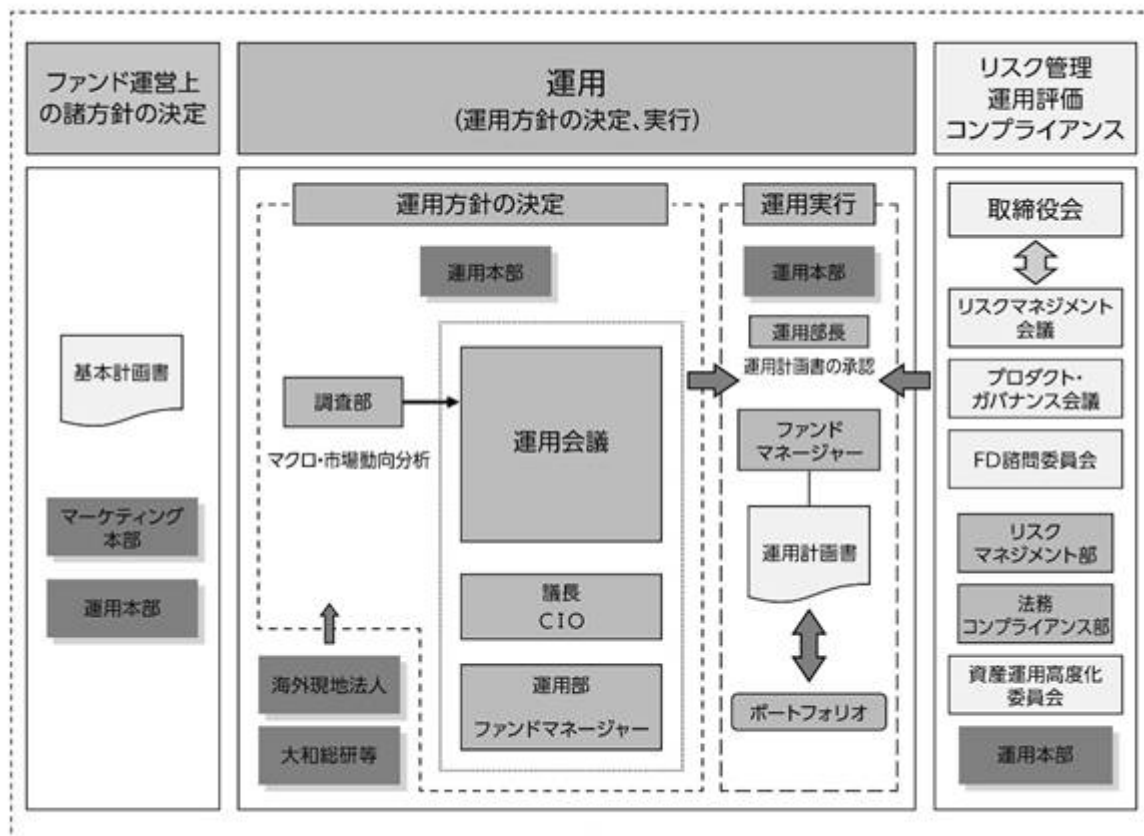 ファンド運営上
の諸方針の決定
運用
(運用方針の決定、実行)
リスク管理
運用評価
コンプライアンス
基本計画書
マーケティング
本部
運用本部
運用方針の決定
運用本部
調査部
マクロ・市場動向分析
運用会議
議長
CIO
運用部
ファンドマネージャー
海外現地法人
大和総研等
運用実行
運用本部
運用部長
運用計画書の承認
ファンド
マネージャー
運用計画書
ポートフォリオ
取締役会
リスクマネジメント
会議
プロダクト・
ガバナンス会議
FD諮問委員会
リスク
マネジメント部
法務
コンプライアンス部
資産運用高度化
委員会
運用本部